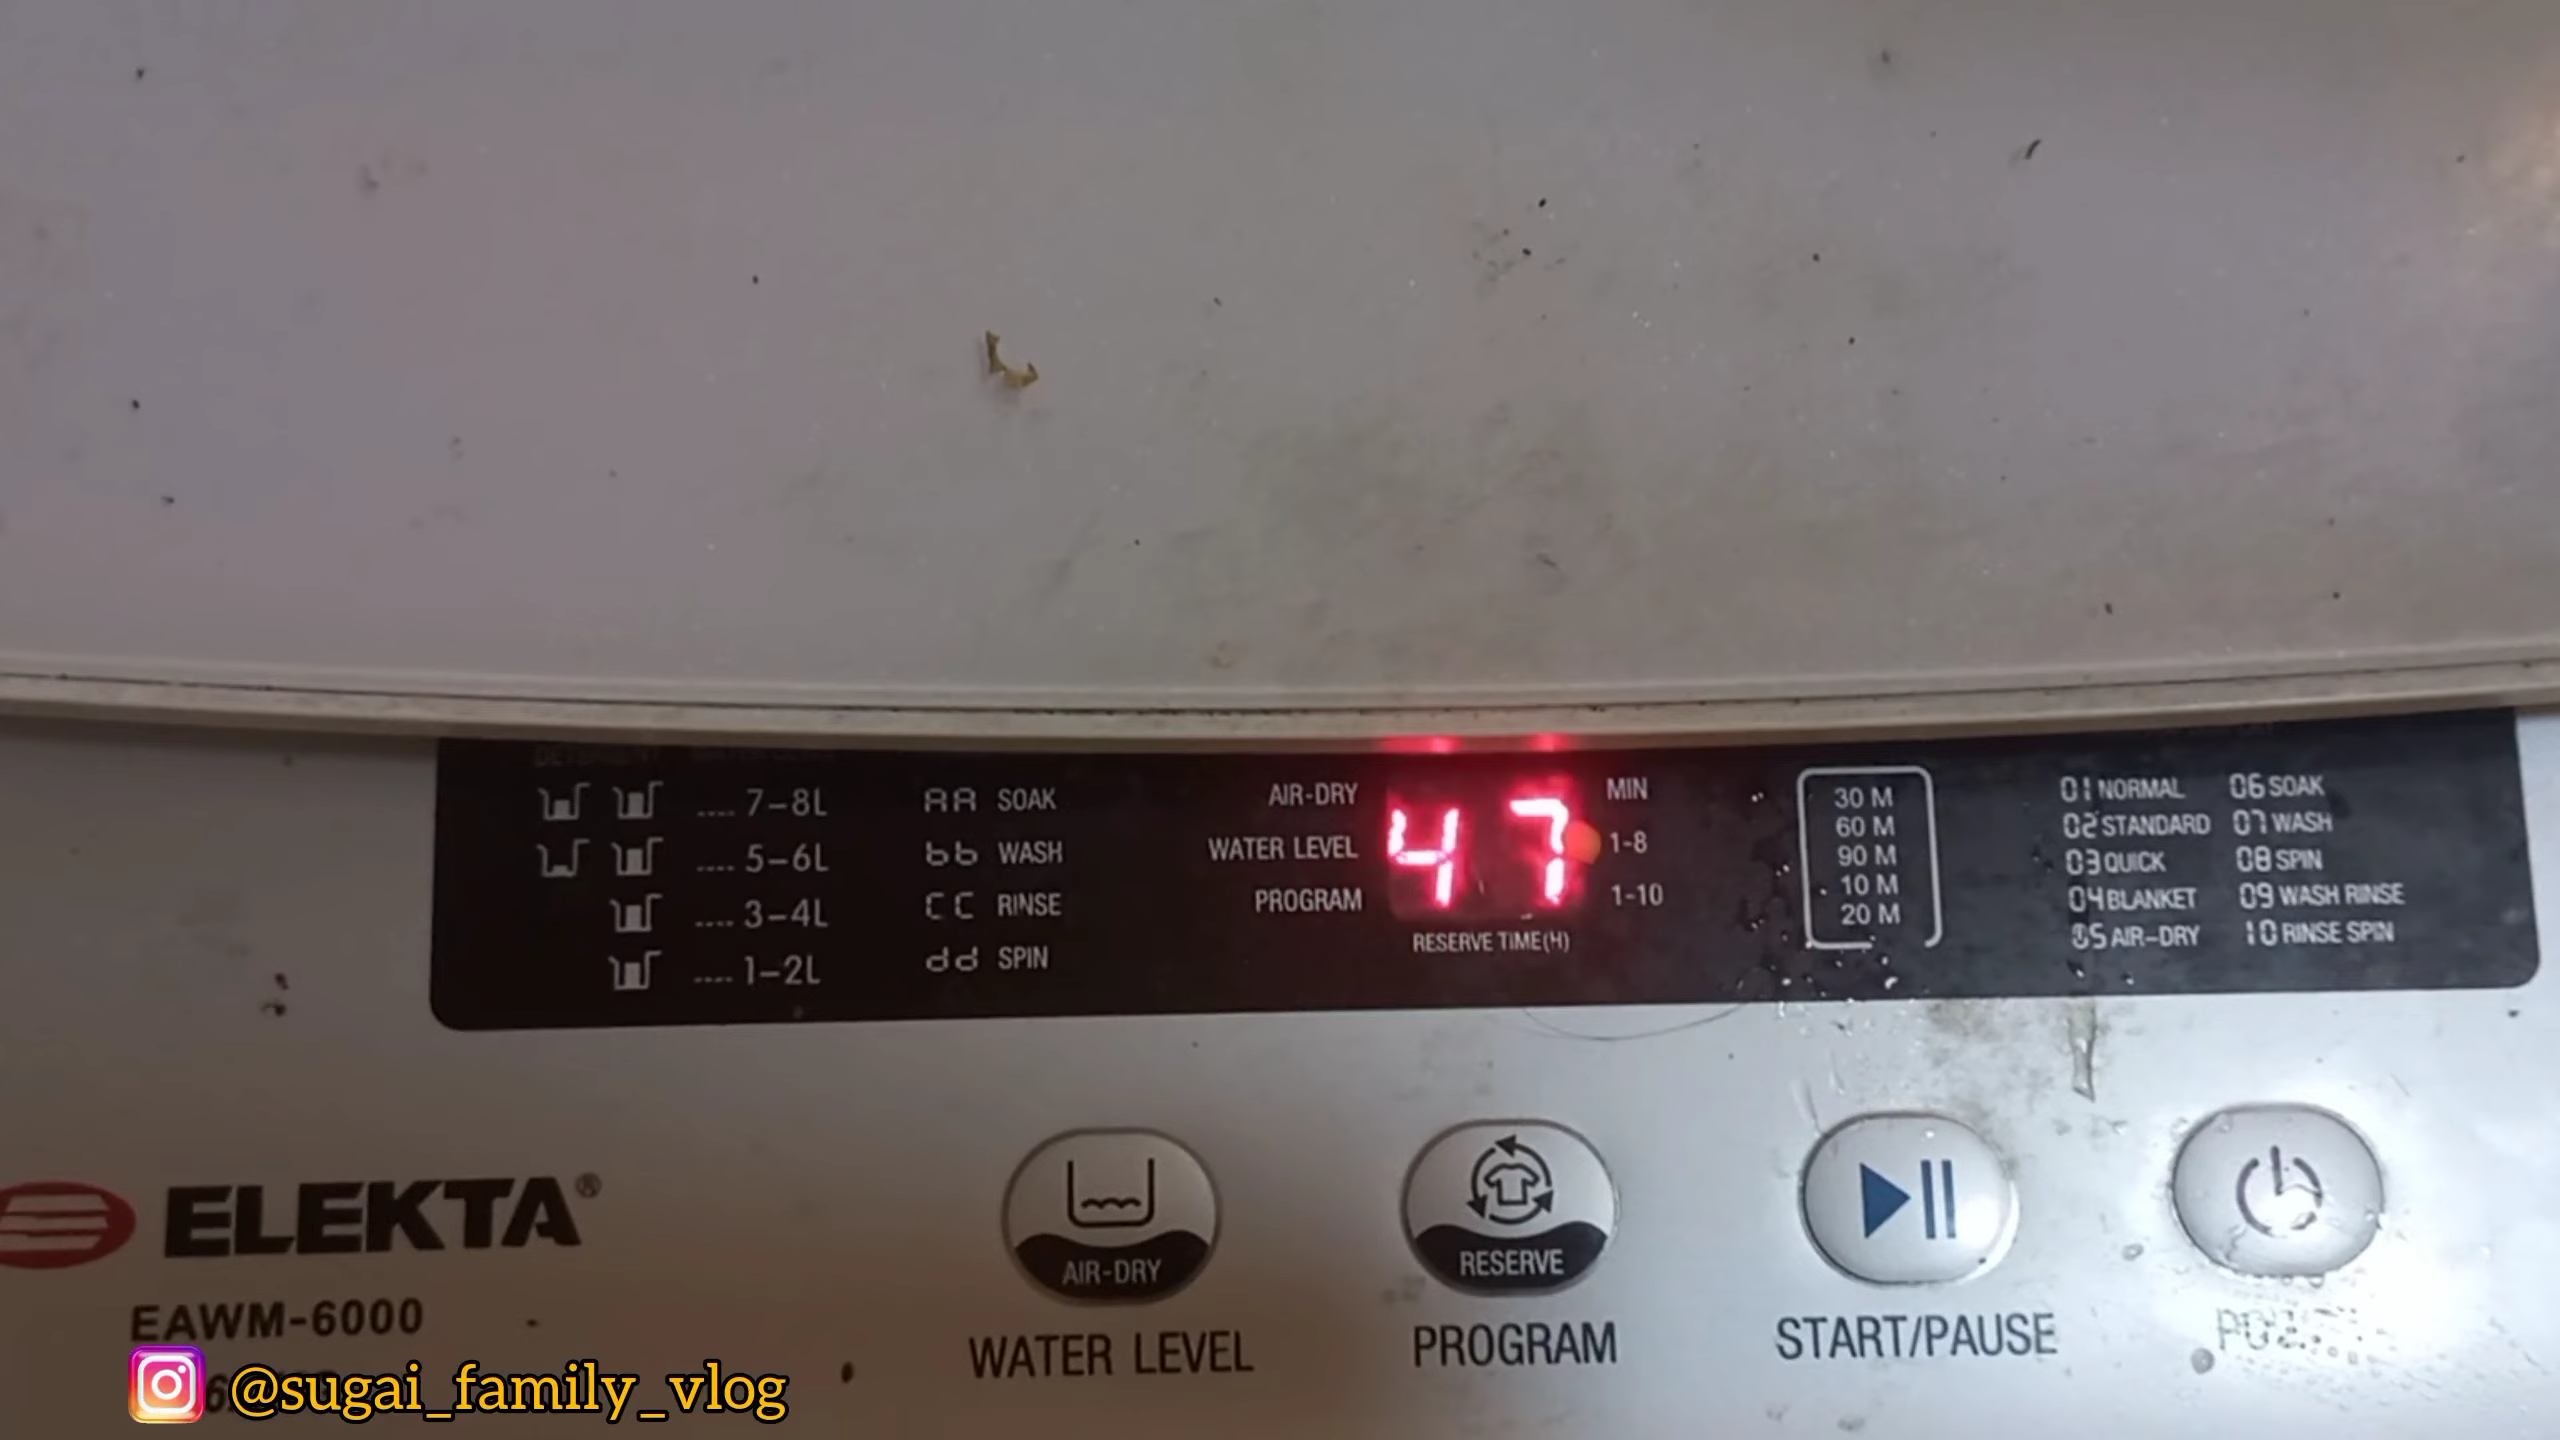 7-8L
5-6L
3-4L
1-2L
AA SOAK
bb WASH
CC RINSE
dd SPIN
AIR-DRY
WATER LEVEL
PROGRAM
47
MIN
1-8
1-10
RESERVE TIME(H)
30 M
60 M
90 M
10 M
20 M
01 NORMAL
02 STANDARD
03 QUICK
04 BLANKET
05 AIR-DRY
06 SOAK
07 WASH
08 SPIN
09 WASH RINSE
10 RINSE SPIN
ELEKTA®
EAWM-6000
AIR-DRY
WATER LEVEL
RESERVE
PROGRAM
START/PAUSE
@sugai_family_vlog